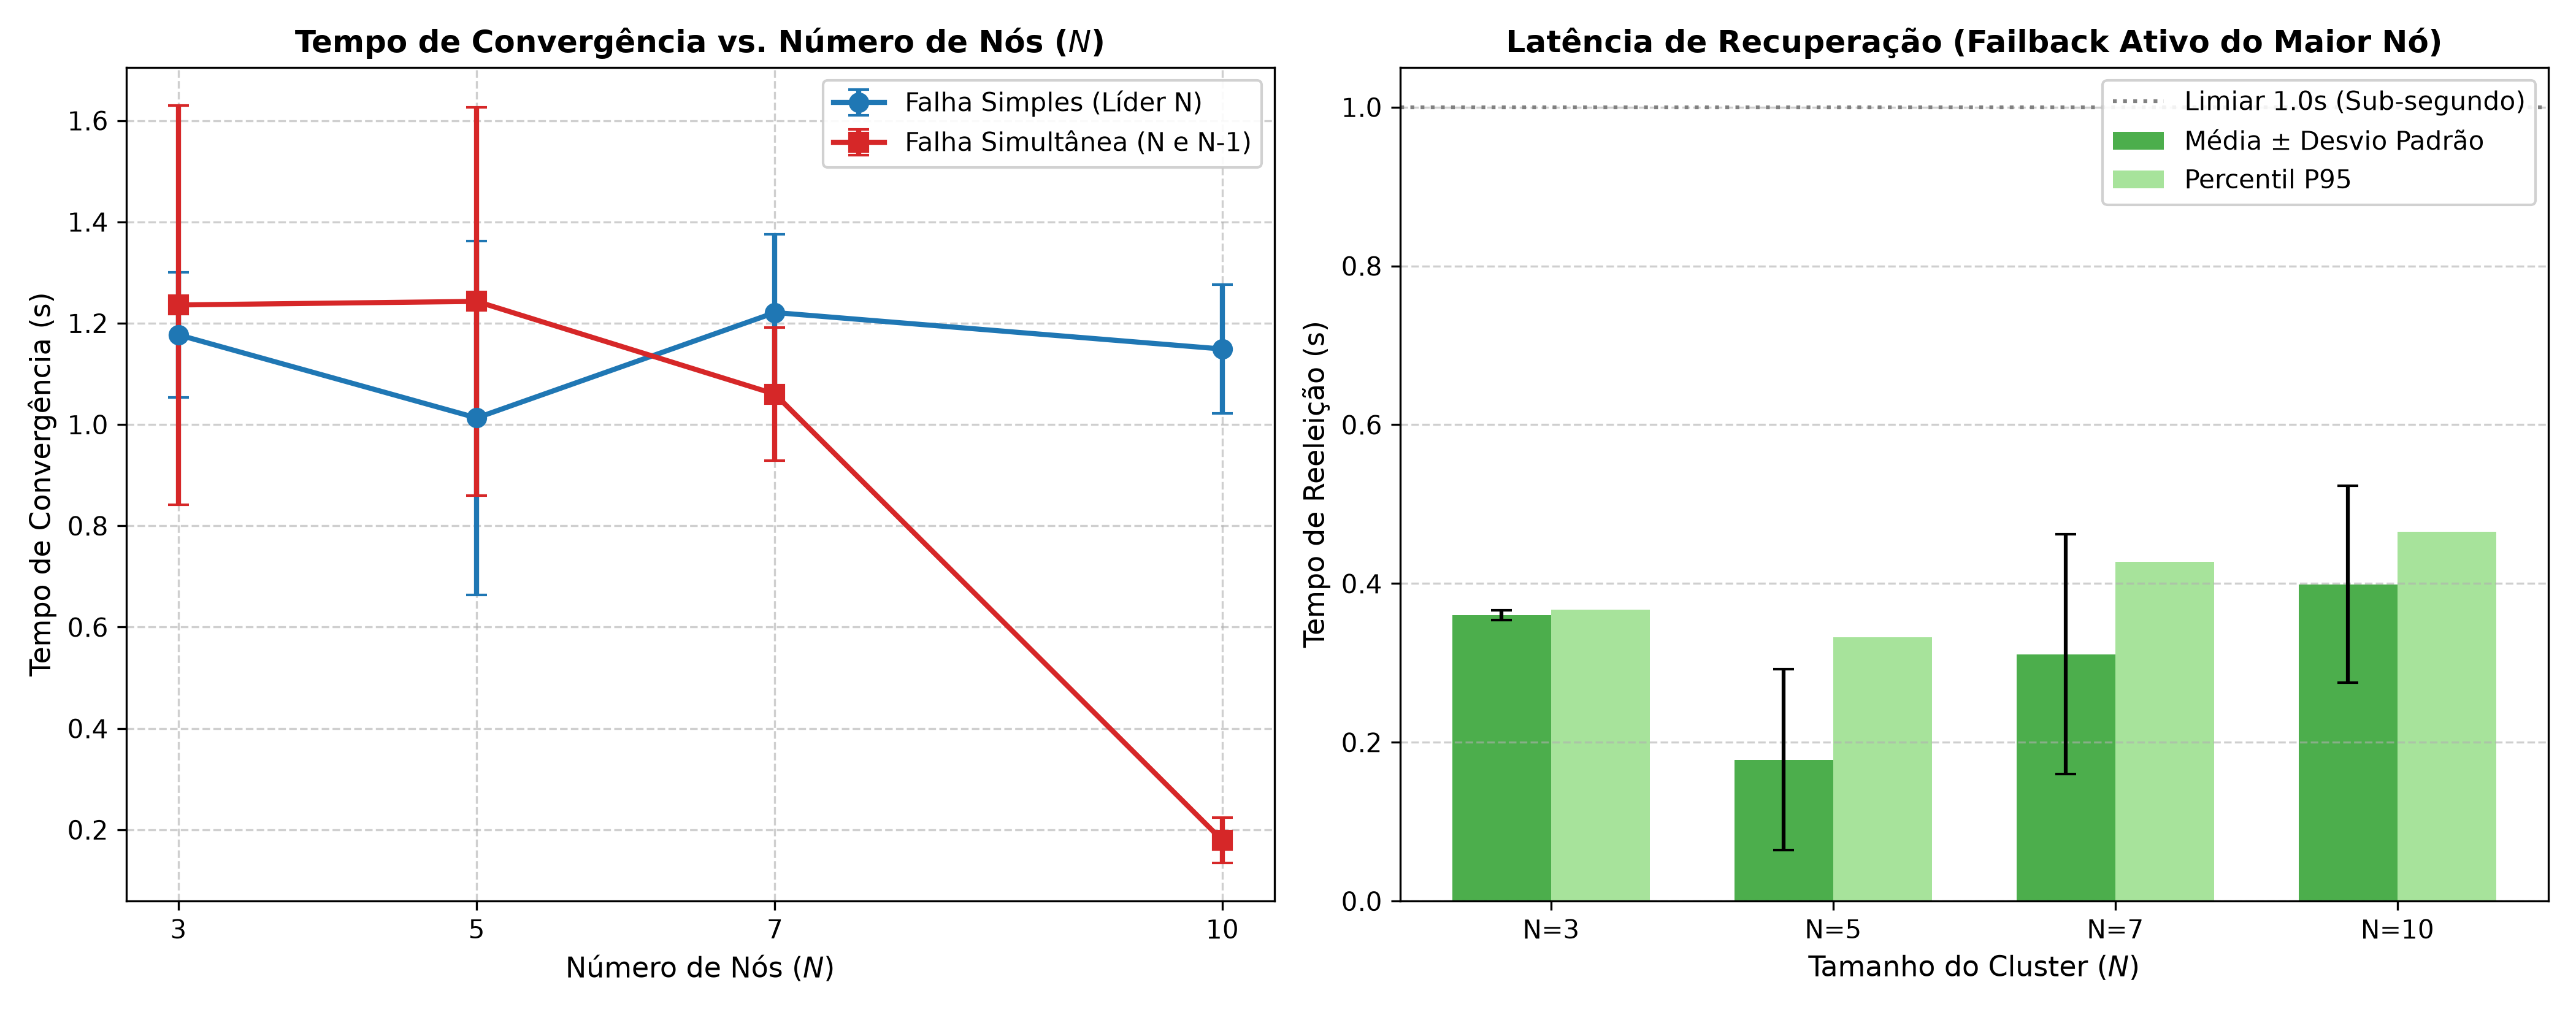 Tempo de Convergência vs. Número de Nós (N)
Tempo de Convergência (s)
1.6
1.4
1.2
1.0
0.8
0.6
0.4
0.2
3
5
7
10
Número de Nós (N)
Falha Simples (Líder N)
Falha Simultânea (N e N-1)
Latência de Recuperação (Failback Ativo do Maior Nó)
Tempo de Reeleição (s)
1.0
0.8
0.6
0.4
0.2
0.0
N=3
N=5
N=7
N=10
Tamanho do Cluster (N)
Limiar 1.0s (Sub-segundo)
Média ± Desvio Padrão
Percentil P95